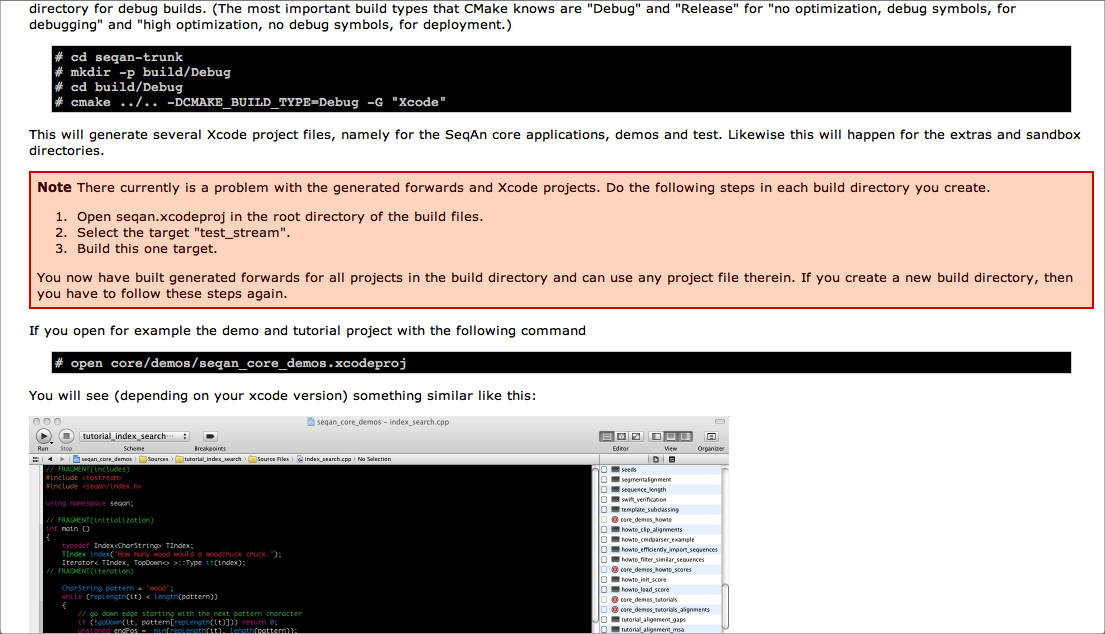 directory for debug builds. (The most important build types that CMake knows are "Debug" and "Release" for "no optimization, debug symbols, for
debugging" and "high optimization, no debug symbols, for deployment.)
# cd seqan-trunk
# mkdir -p build/Debug
# cd build/Debug
# cmake ../.. -DCMAKE_BUILD_TYPE=Debug -G "Xcode"
This will generate several Xcode project files, namely for the SeqAn core applications, demos and test. Likewise this will happen for the extras and sandbox
directories.
Note There currently is a problem with the generated forwards and Xcode projects. Do the following steps in each build directory you create.
1. Open seqan.xcodeproj in the root directory of the build files.
2. Select the target "test_stream".
3. Build this one target.
You now have built generated forwards for all projects in the build directory and can use any project file therein. If you create a new build directory, then
you have to follow these steps again.
If you open for example the demo and tutorial project with the following command
# open core/demos/seqan_core_demos.xcodeproj
You will see (depending on your xcode version) something similar like this:
seqan_core_demos - index_search.cpp
tutorial_index_search···
Run Stop Scheme Breakpoints Editor View Organizer
seqan_core_demos Sources tutorial_index_search Source Files index_search.cpp No Selection
// FRAGMENT(includes)
#include <iostream>
#include <seqan/index.h>
using namespace seqan;
// FRAGMENT(initialization)
int main ()
{
typedef Index<CharString> TIndex;
TIndex index("How many wood would a woodchuck chuck.");
Iterator< TIndex, TopDown<> >::Type it(index);
// FRAGMENT(iteration)
CharString pattern = "wood";
while (repLength(it) < length(pattern))
{
// go down edge starting with the next pattern character
if (!goDown(it, pattern[repLength(it)])) return 0;
unsigned endPos = min(repLength(it), length(pattern));
seeds
segmentalignment
sequence_length
swift_verification
template_subclassing
core_demos_howto
howto_clip_alignments
howto_cmdparser_example
howto_efficiently_import_sequences
howto_filter_similar_sequences
core_demos_howto_scores
howto_init_score
howto_load_score
core_demos_tutorials
core_demos_tutorials_alignments
tutorial_alignment_gaps
tutorial_alignment_msa